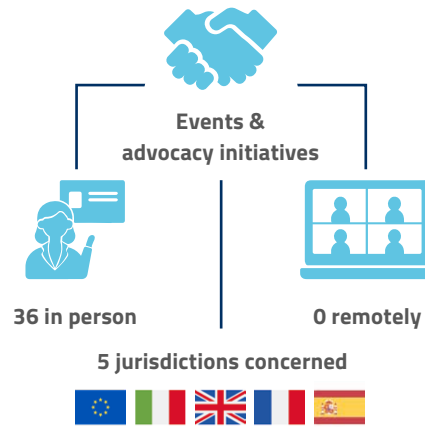 Events &
advocacy initiatives
36 in person
0 remotely
5 jurisdictions concerned